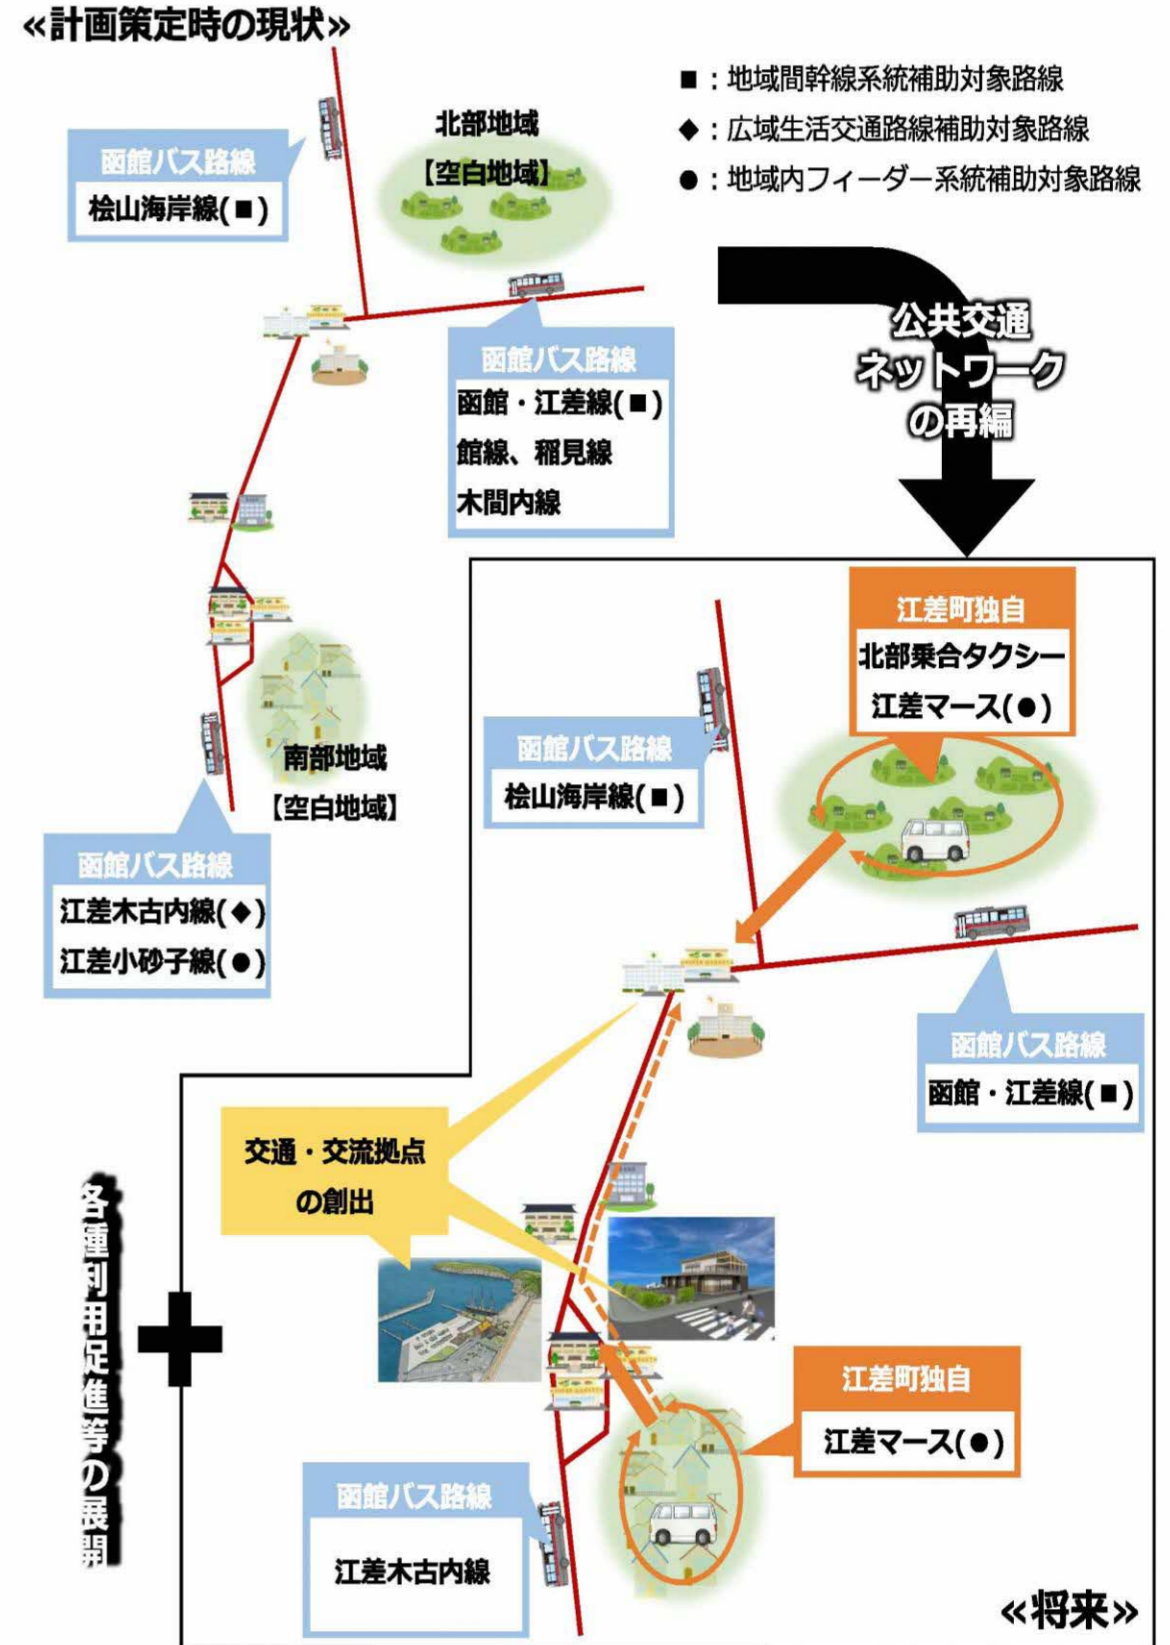 ≪計画策定時の現状≫
■：地域間幹線系統補助対象路線
◆：広域生活交通路線補助対象路線
●：地域内フィーダー系統補助対象路線
函館バス路線
桧山海岸線(■)
北部地域
【空白地域】
函館バス路線
函館・江差線(■)
館線、稲見線
木間内線
南部地域
【空白地域】
函館バス路線
江差木古内線(◆)
江差小砂子線(●)
公共交通
ネットワーク
の再編
江差町独自
北部乗合タクシー
江差マース(●)
函館バス路線
桧山海岸線(■)
函館バス路線
函館・江差線(■)
交通・交流拠点
の創出
江差町独自
江差マース(●)
函館バス路線
江差木古内線
各種利用促進等の展開
≪将来≫